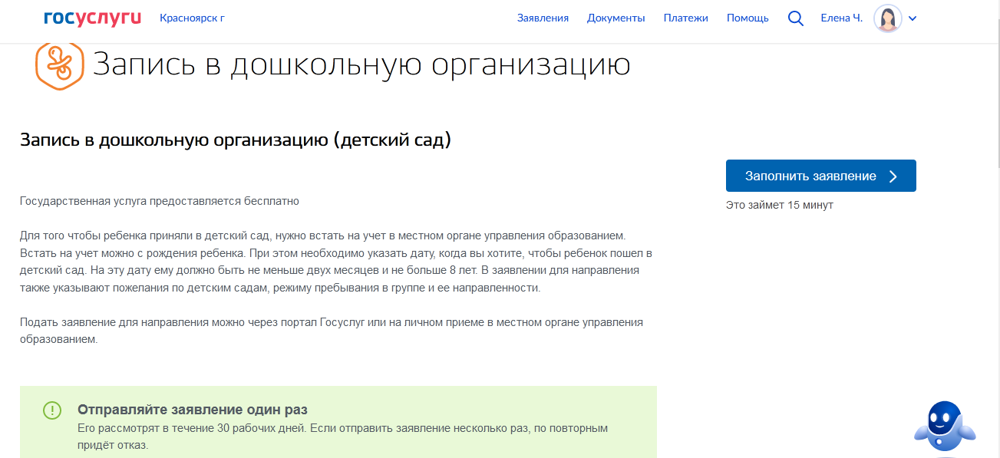 госуслуги Красноярск г Заявления Документы Платежи Помощь Елена Ч.
Запись в дошкольную организацию
Запись в дошкольную организацию (детский сад)
Заполнить заявление
Это займет 15 минут
Государственная услуга предоставляется бесплатно
Для того чтобы ребенка приняли в детский сад, нужно встать на учет в местном органе управления образованием.
Встать на учет можно с рождения ребенка. При этом необходимо указать дату, когда вы хотите, чтобы ребенок пошел в
детский сад. На эту дату ему должно быть не меньше двух месяцев и не больше 8 лет. В заявлении для направления
также указывают пожелания по детским садам, режиму пребывания в группе и ее направленности.
Подать заявление для направления можно через портал Госуслуг или на личном приеме в местном органе управления
образованием.
Отправляйте заявление один раз
Его рассмотрят в течение 30 рабочих дней. Если отправить заявление несколько раз, по повторным
придёт отказ.